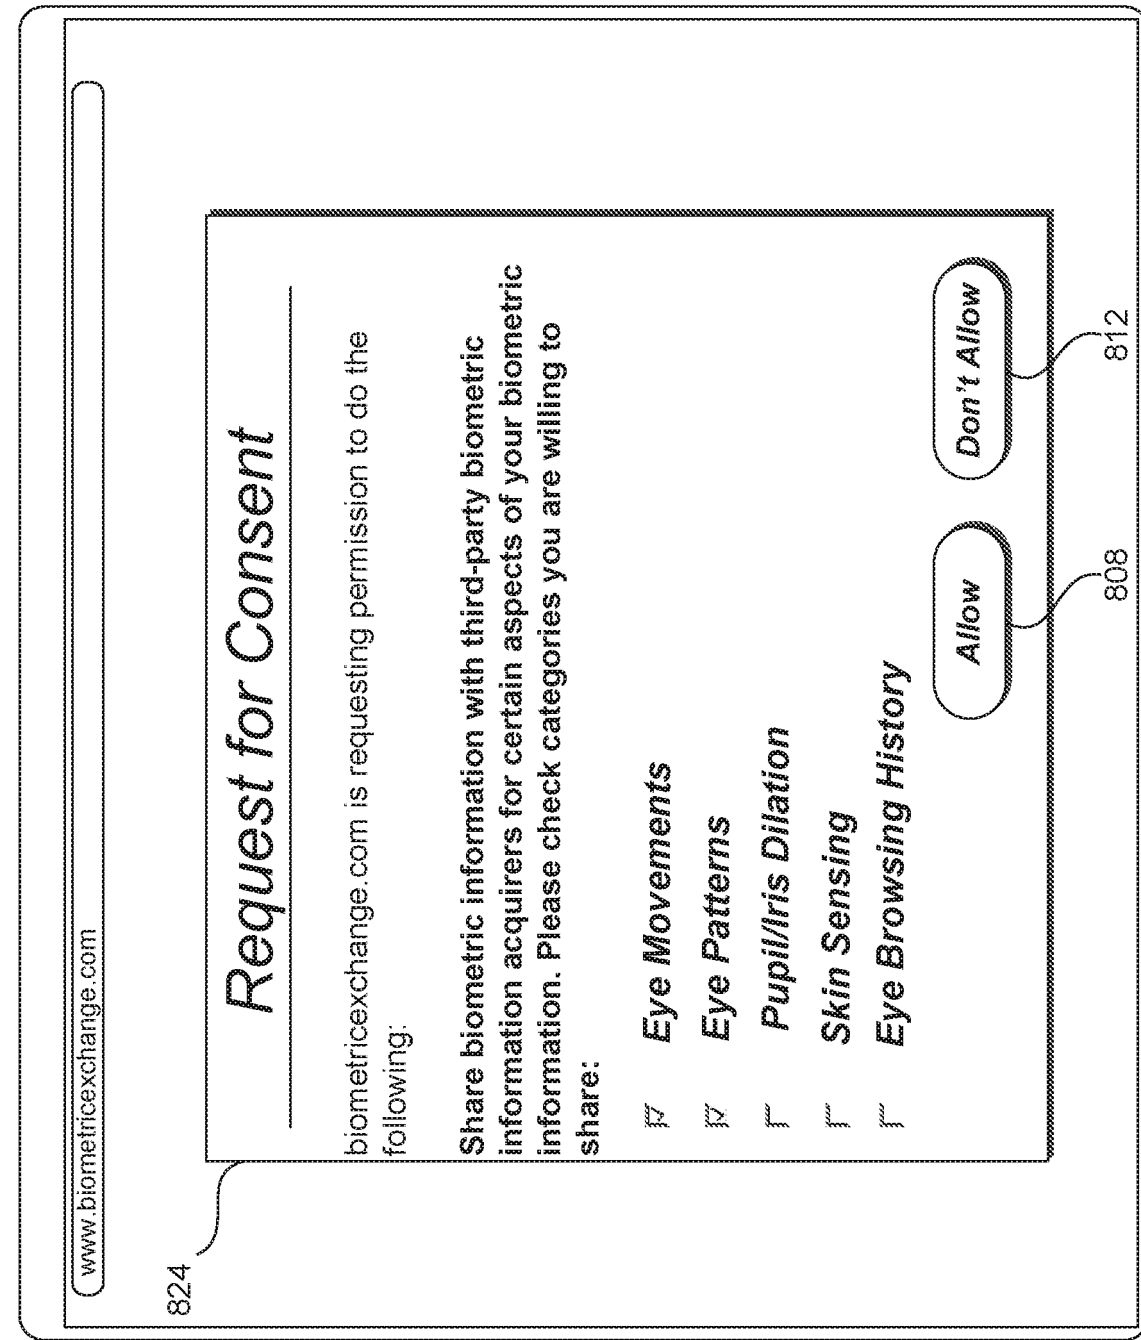 www.biometricexchange.com
824
Request for Consent
biometricexchange.com is requesting permission to do the
following:
Share biometric information with third-party biometric
information acquirers for certain aspects of your biometric
information. Please check categories you are willing to
share:
Eye Movements
Eye Patterns
Pupil/Iris Dilation
Skin Sensing
Eye Browsing History
Allow
Don't Allow
808
812